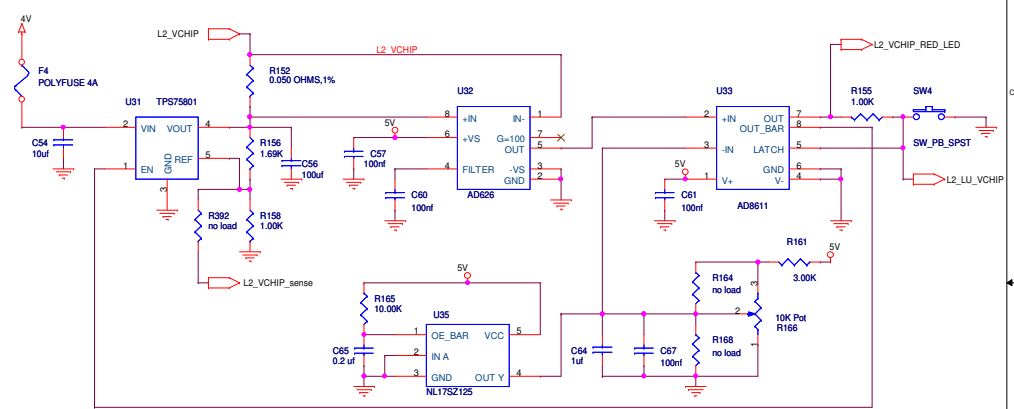 4V
L2_VCHIP
L2_VCHIP
L2_VCHIP_RED_LED
F4
POLYFUSE 4A
R152
0.050 OHMS,1%
U31
TPS75801
2
VIN
VOUT
4
REF
5
GND
1
EN
3
C54
10uf
R156
1.69K
C56
100uf
R392
no load
R158
1.00K
L2_VCHIP_sense
U32
8
+IN
IN-
1
5V
6
+VS
G=100
7
OUT
5
4
FILTER
-VS
3
GND
2
AD626
C57
100nf
C60
100nf
U33
2
+IN
OUT
7
OUT_BAR
8
3
-IN
LATCH
5
5V
GND
6
1
V+
V-
4
AD8611
C61
100nf
R155
1.00K
SW4
SW_PB_SPST
L2_LU_VCHIP
C
5V
R165
10.00K
U35
1
OE_BAR
VCC
5
2
IN A
3
GND
OUT Y
4
NL17SZ125
C65
0.2 uf
C64
1uf
C67
100nf
R164
no load
R168
no load
R161
3.00K
5V
3
2
10K Pot
R166
1